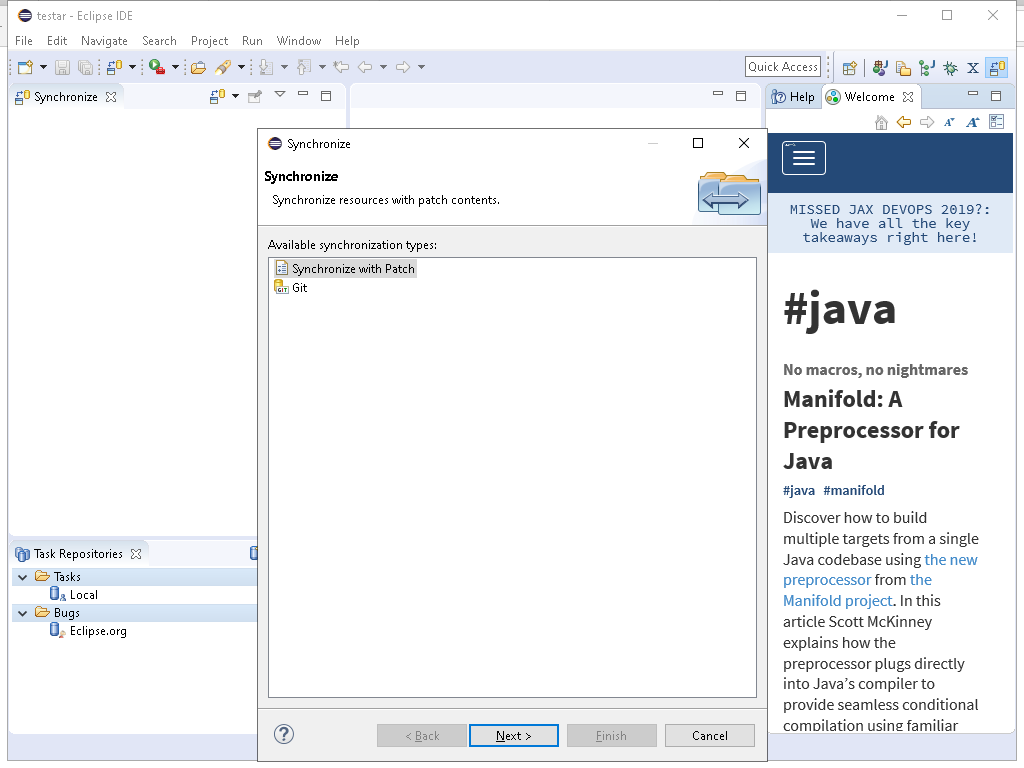 testar - Eclipse IDE
File Edit Navigate Search Project Run Window Help
Quick Access
Synchronize
Help Welcome
Synchronize
Synchronize
Synchronize resources with patch contents.
Available synchronization types:
Synchronize with Patch
GIT Git
< Back Next > Finish Cancel
Task Repositories
Tasks
Local
Bugs
Eclipse.org
MISSED JAX DEVOPS 2019?:
We have all the key
takeaways right here!
#java
No macros, no nightmares
Manifold: A
Preprocessor for
Java
#java #manifold
Discover how to build
multiple targets from a single
Java codebase using the new
preprocessor from the
Manifold project. In this
article Scott McKinney
explains how the
preprocessor plugs directly
into Java’s compiler to
provide seamless conditional
compilation using familiar